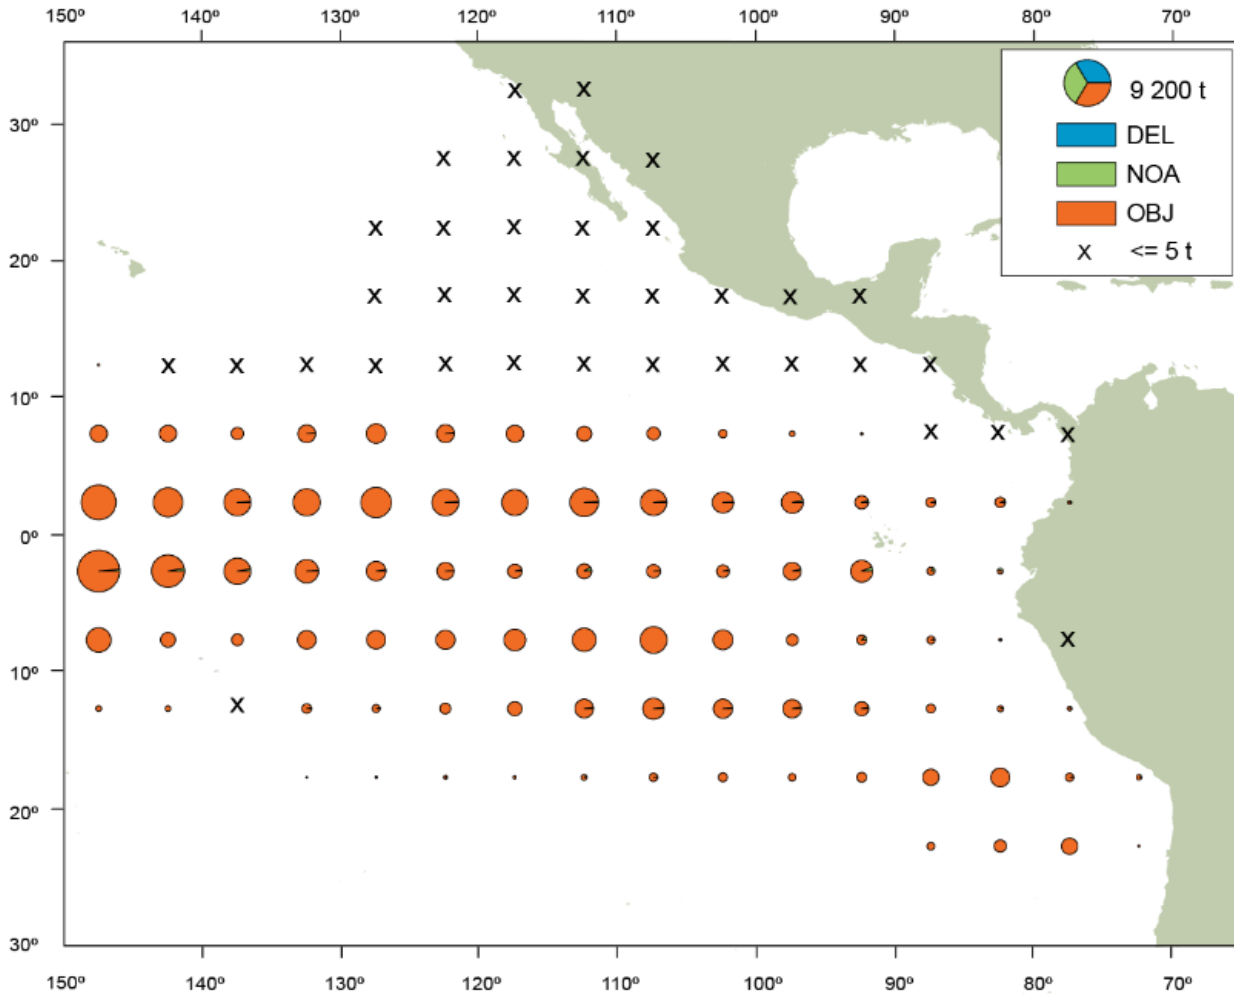 150º 140º 130º 120º 110º 100º 90º 80º 70º
9 200 t
DEL
NOA
OBJ
x <= 5 t
x x
30º
x x x x
x x x x x
20º
x x x x x x x x
x x x x x x x x x x x x
10º
x x x
0º
x
10º
x
20º
30º
150º 140º 130º 120º 110º 100º 90º 80º 70º